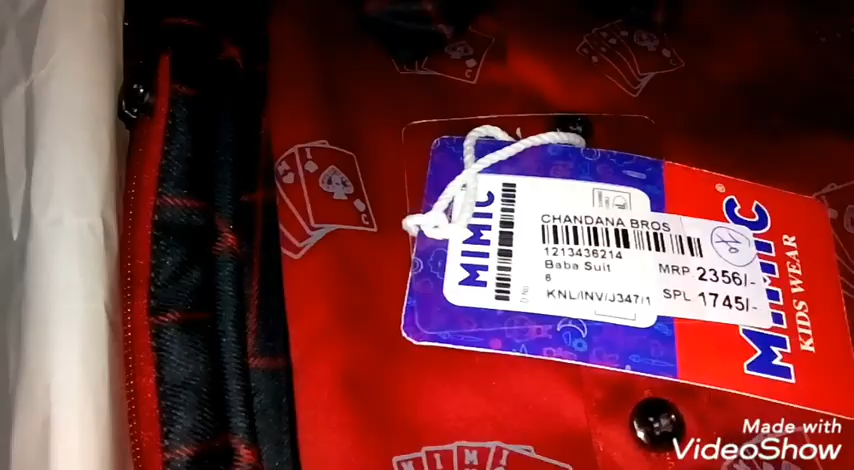 MIMIC
CHANDANA BROS
1213436214
Baba Suit
6
KNL/INV/J347/1
MRP 2356/-
SPL 1745/-
MIMIC
KIDS WEAR
Made with
VideoShow